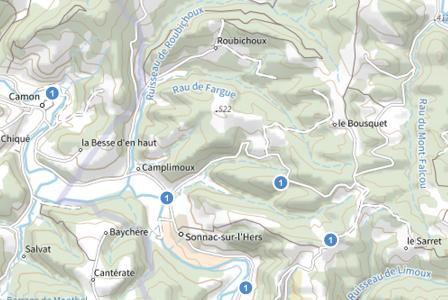 Ruisseau de Roubichoux
Roubichoux
Camon
1
Rau de Fargue
522
Chiqué
la Besse d'en haut
le Bousquet
Rau du Mont-Falcou
Camplimoux
1
1
Baychère
Sonnac-sur-l'Hers
1
le Sarret
Salvat
Cantérate
1
Ruisseau de Limoux